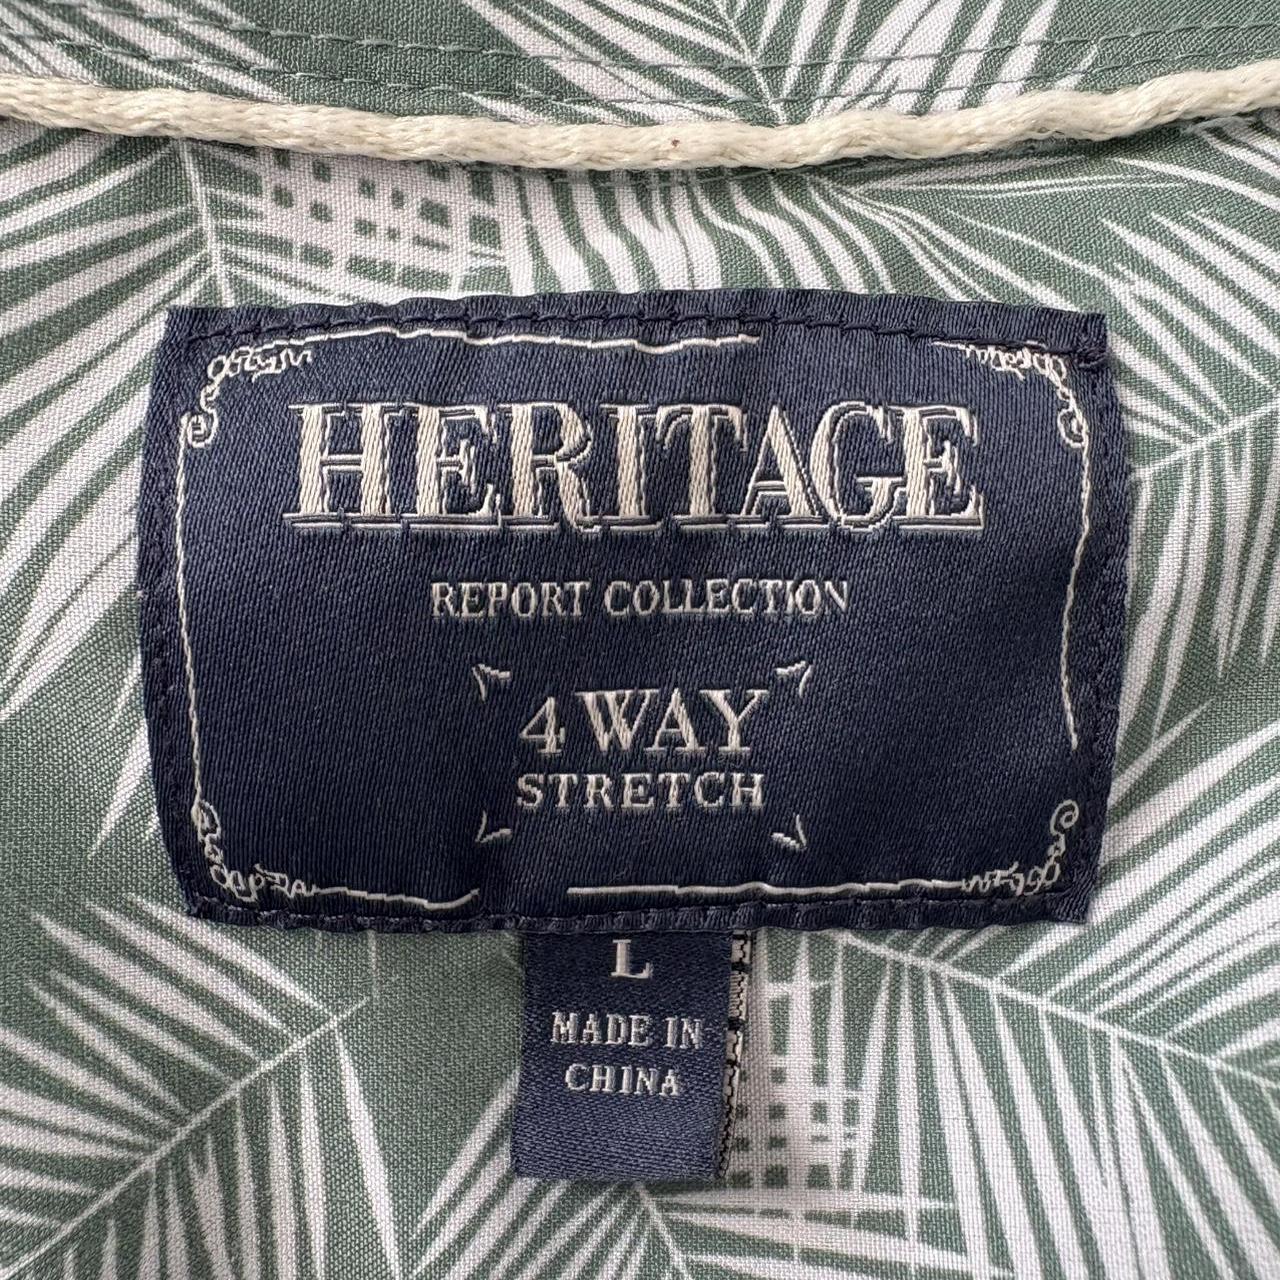 HERITAGE
REPORT COLLECTION
4 WAY
STRETCH
L
MADE IN
CHINA